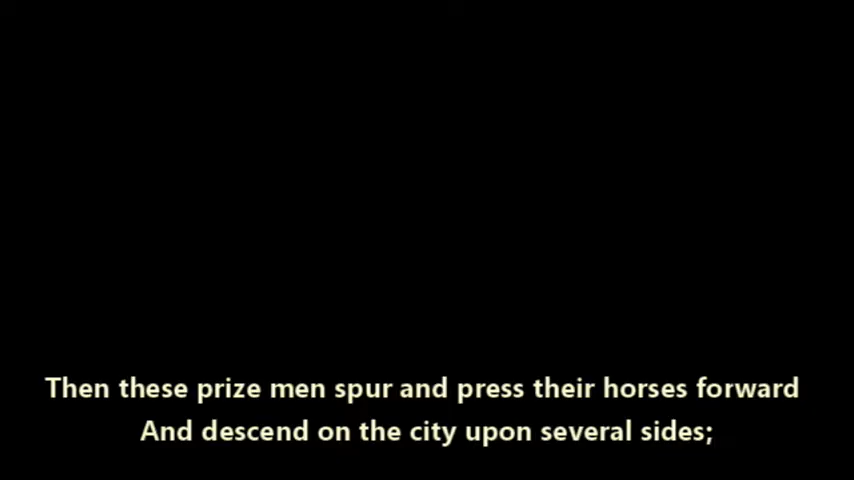 Then these prize men spur and press their horses forward
And descend on the city upon several sides;